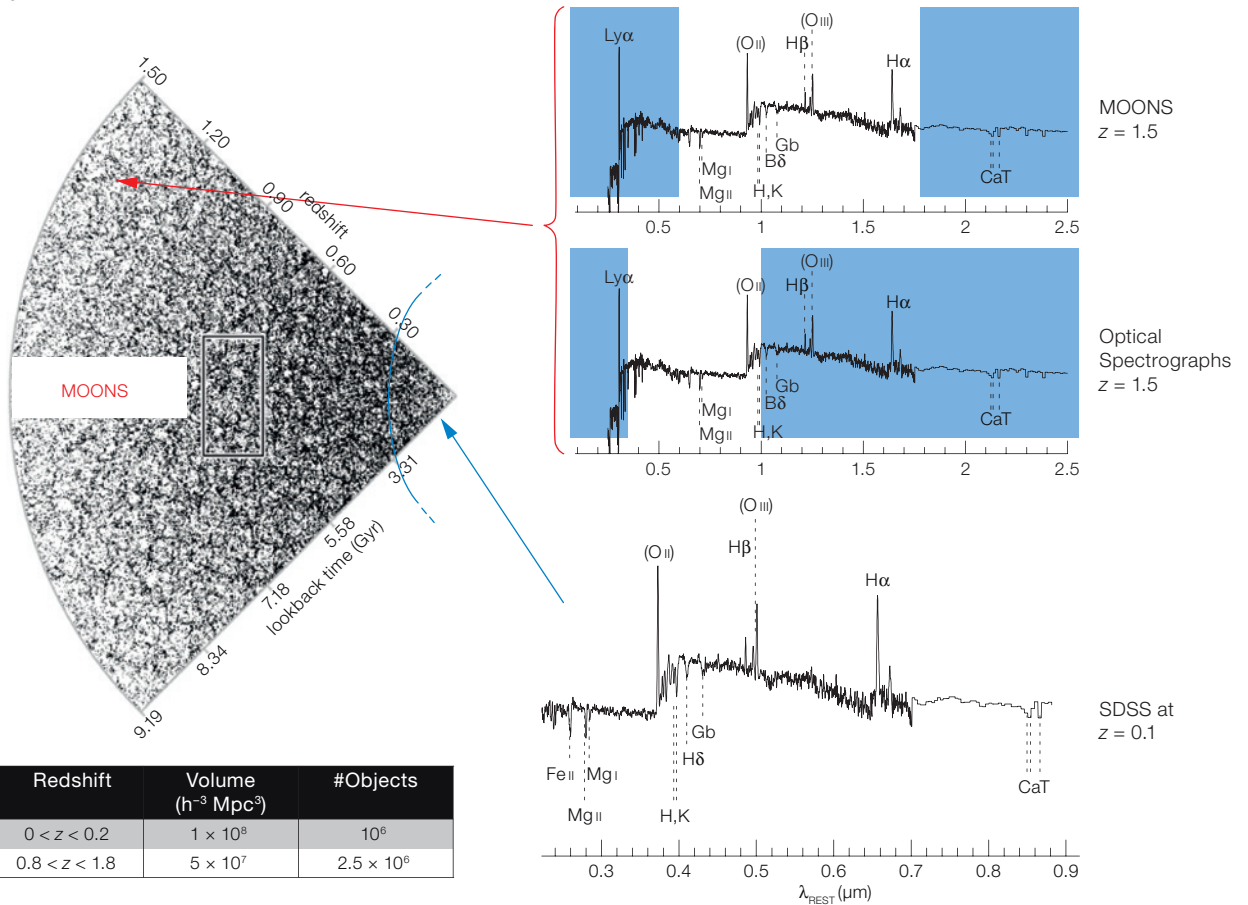 1.50
1.20
0.90
redshift
0.60
0.30
MOONS
3.31
5.58
lookback time (Gyr)
7.18
8.34
9.19
Lyα
(O II)
(O III)
Hβ
Hα
Mg I
Mg II
H,K
Bδ
Gb
CaT
0.5 1 1.5 2 2.5
MOONS
z = 1.5
Lyα
(O II)
(O III)
Hβ
Hα
Mg I
Mg II
H,K
Bδ
Gb
CaT
0.5 1 1.5 2 2.5
Optical
Spectrographs
z = 1.5
(O II)
(O III)
Hβ
Hα
Fe II
Mg I
Mg II
H,K
Hδ
Gb
CaT
0.3 0.4 0.5 0.6 0.7 0.8 0.9
λREST (µm)
SDSS at
z = 0.1
Redshift Volume #Objects
(h⁻³ Mpc³)
0 < z < 0.2 1 × 10⁸ 10⁶
0.8 < z < 1.8 5 × 10⁷ 2.5 × 10⁶